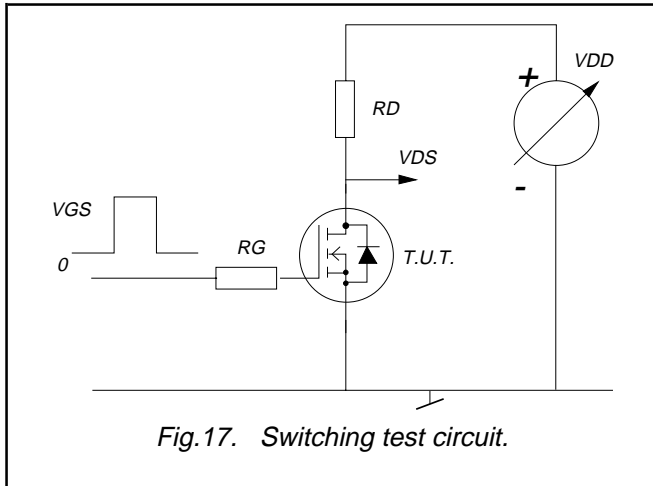 +
VDD
RD
VDS
-
VGS
RG
T.U.T.
0
Fig.17. Switching test circuit.